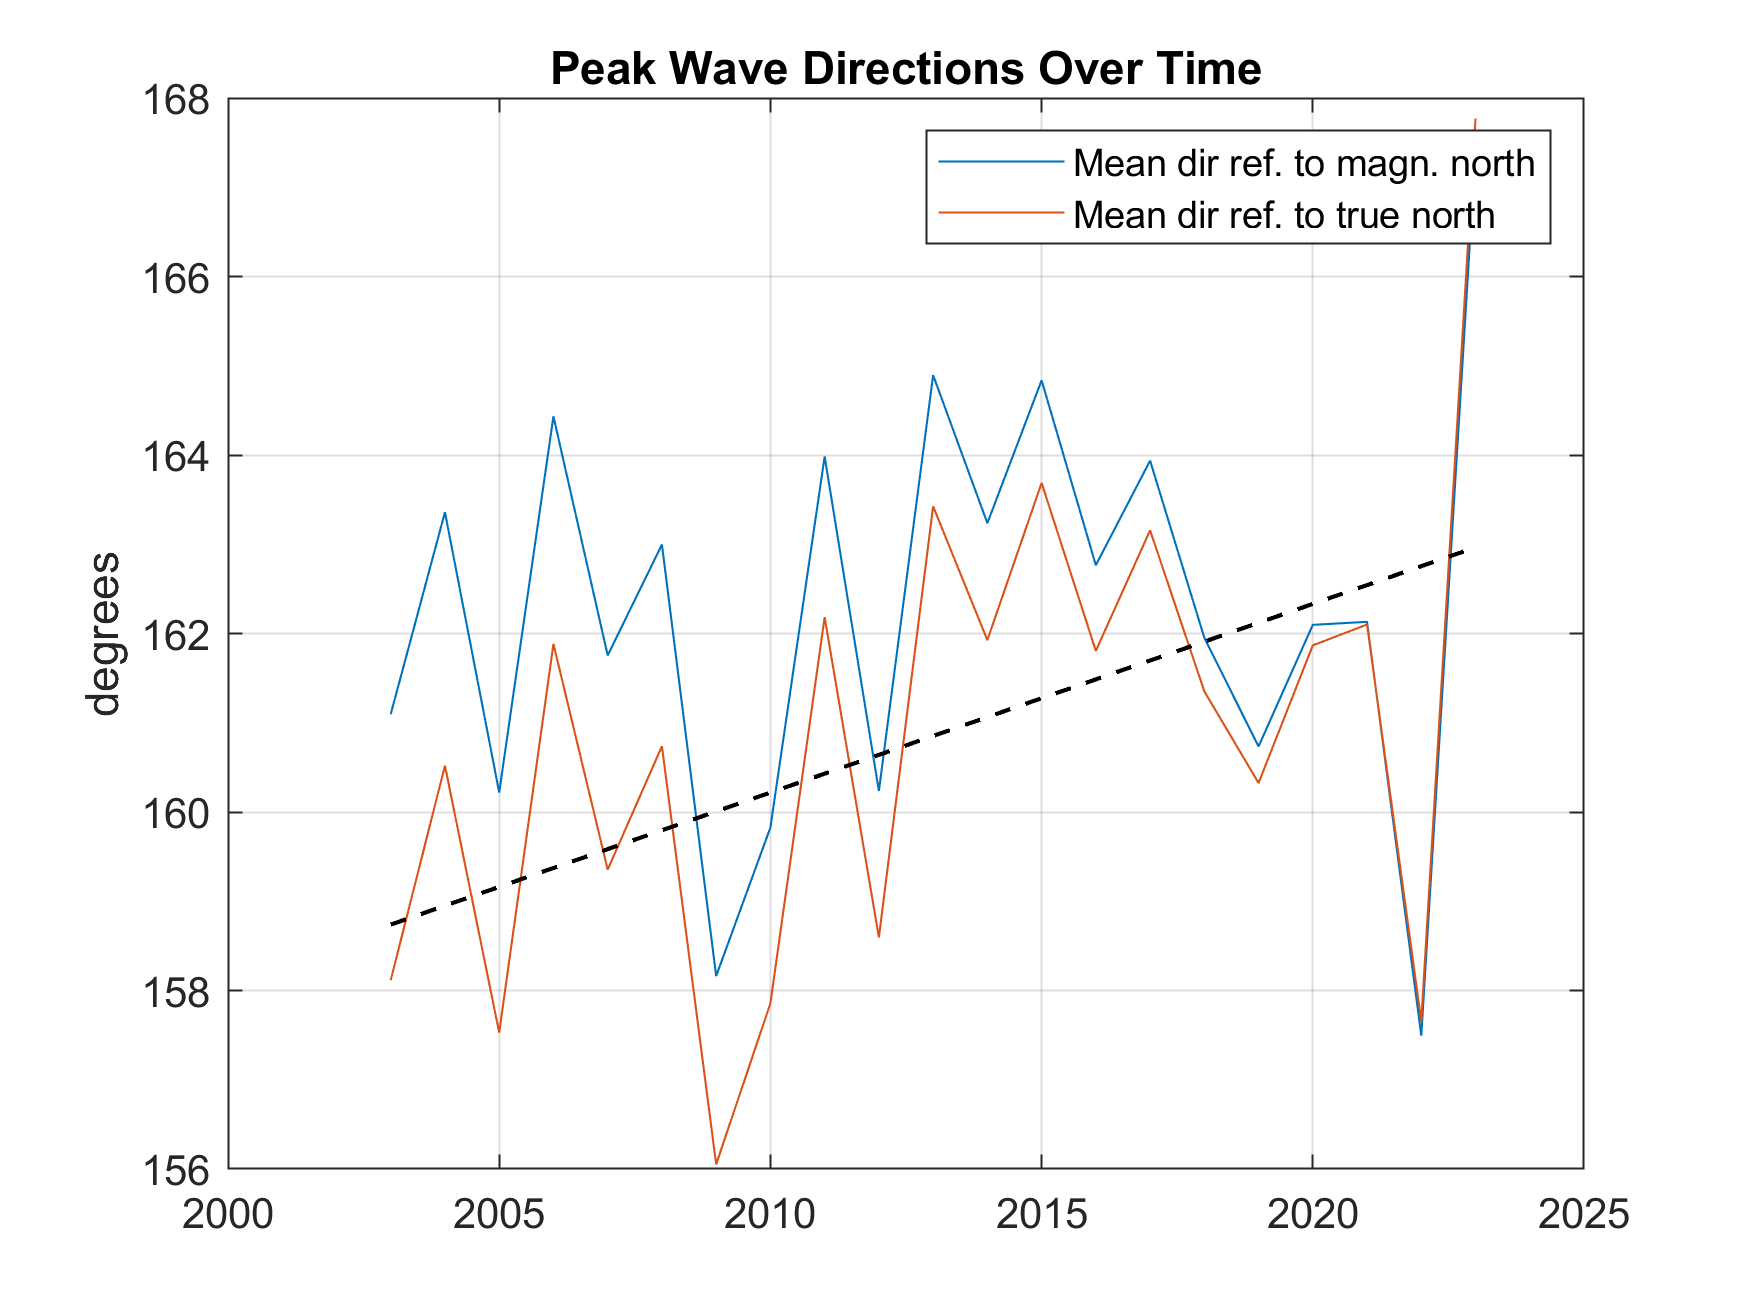 Peak Wave Directions Over Time
168
166
164
162
160
158
156
degrees
Mean dir ref. to magn. north
Mean dir ref. to true north
2000 2005 2010 2015 2020 2025